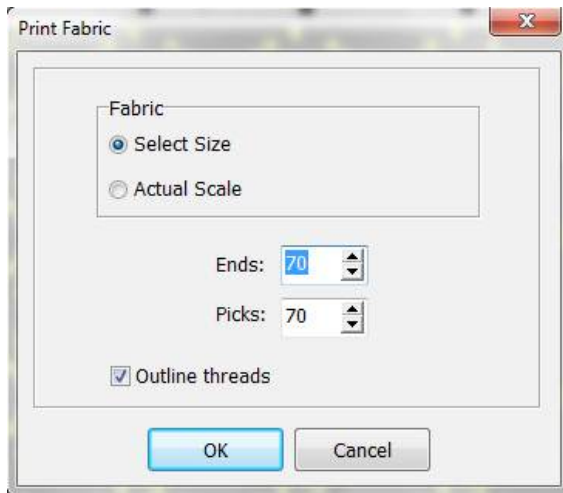 Print Fabric
Fabric
Select Size
Actual Scale
Ends: 70
Picks: 70
Outline threads
OK Cancel